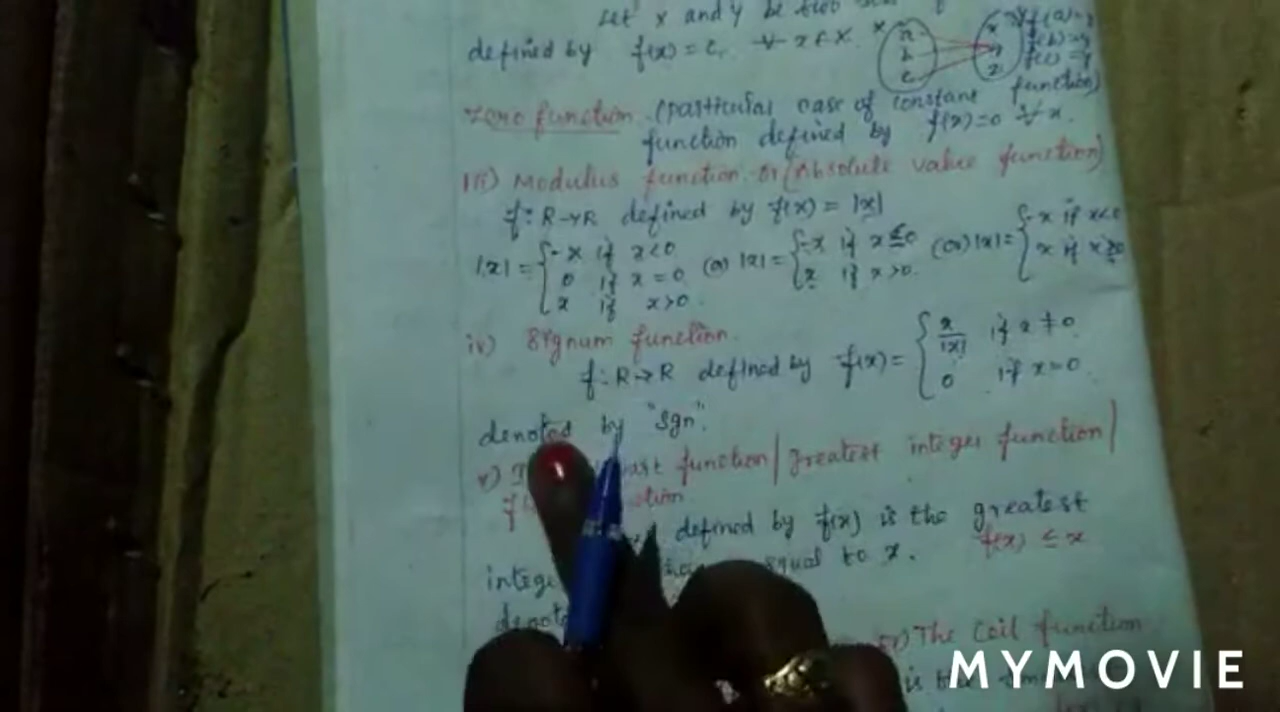 Let x and y be two
defined by f(x) = c, ∀ x ∈ X. X a b c x y z Y f(a)=y f(b)=y f(c)=y
Zero function (particular case of constant function)
function defined by f(x)=0 ∀ x.
iii) Modulus function or (Absolute value function)
f: R→R defined by f(x) = |x|
|x| = { -x if x<0 0 if x = 0 x if x>0 (or) |x| = { -x if x≤0 x if x>0. (or) |x| = { -x if x<0 x if x≥0
iv) Signum function.
f: R→R defined by f(x) = { x/|x| if x ≠ 0 0 if x=0
denoted by "sgn".
v) function / greatest integer function /
defined by f(x) is the greatest
equal to x. f(x) ≤ x
The Ceil function
is
MYMOVIE